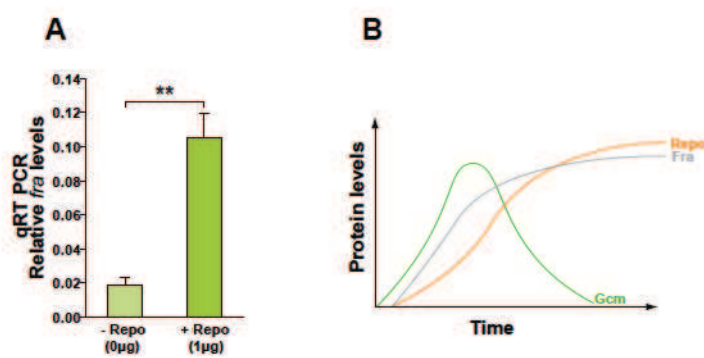 A
qRT PCR
Relative fra levels
0.14
0.12
0.10
0.08
0.06
0.04
0.02
0.00
**
- Repo
(0µg)
+ Repo
(1µg)
B
Protein levels
Time
Repo
Fra
Gcm